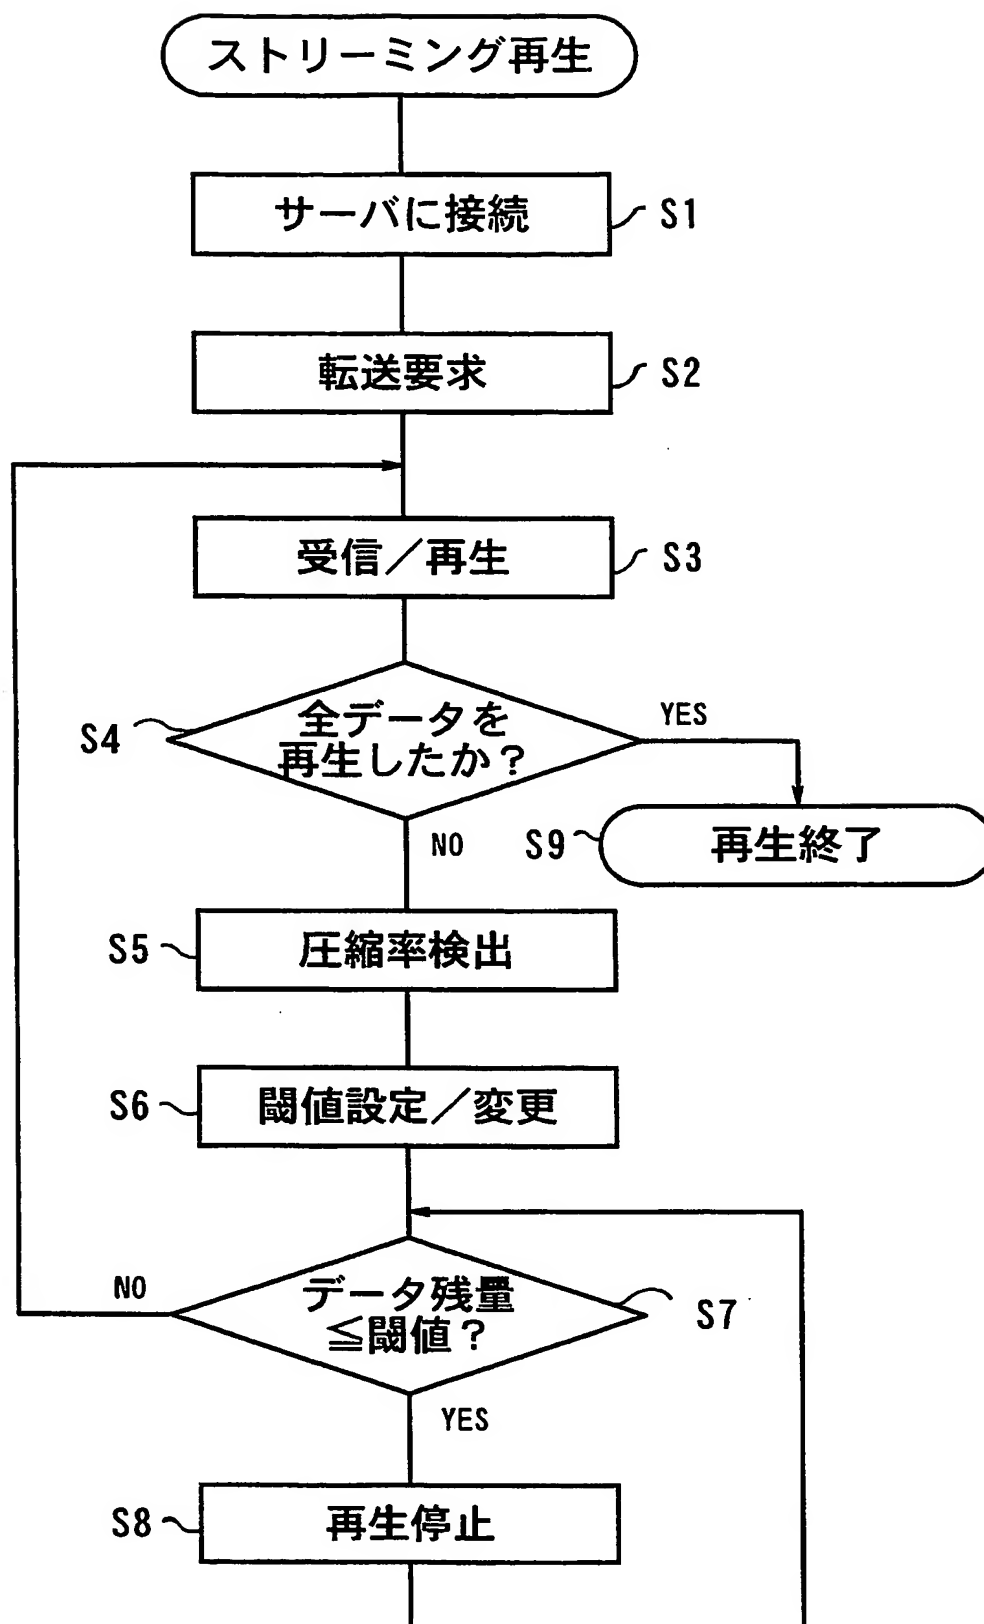 ストリーミング再生
サーバに接続
S1
転送要求
S2
受信／再生
S3
全データを
再生したか？
S4
YES
NO
S9
再生終了
S5
圧縮率検出
S6
閾値設定／変更
NO
データ残量
≦閾値？
S7
YES
S8
再生停止